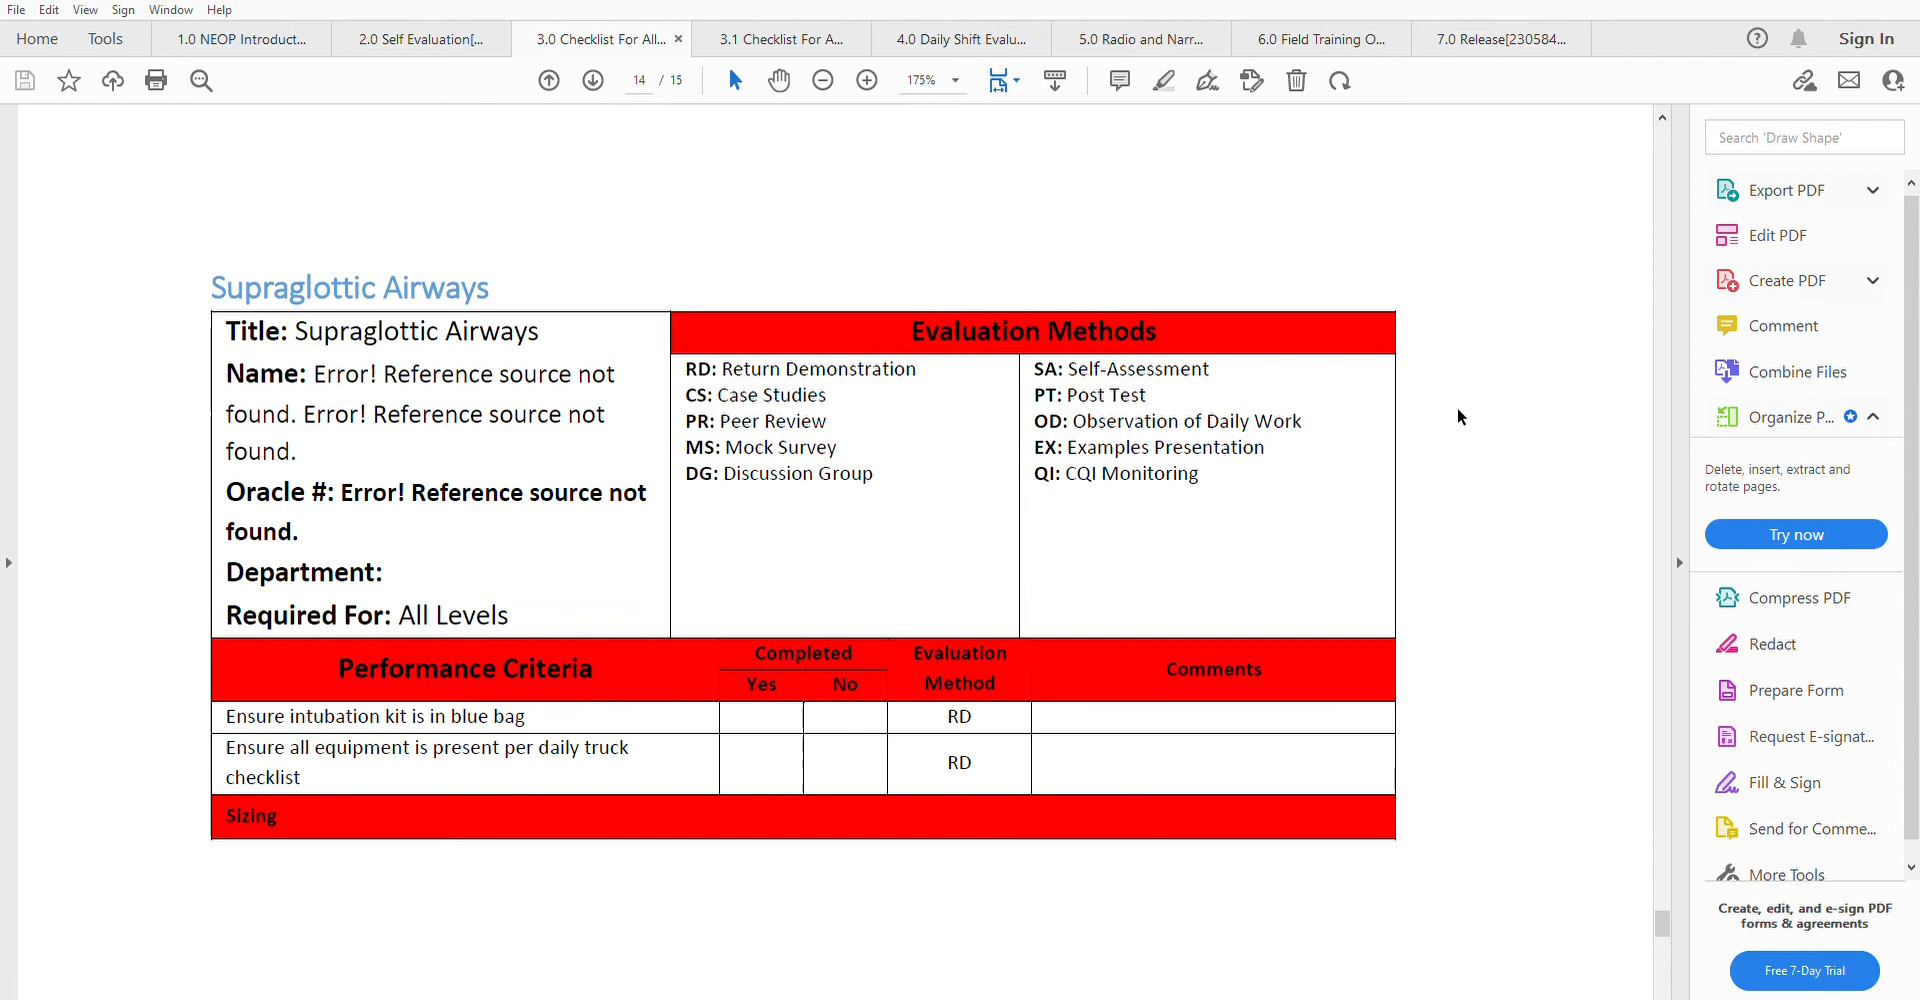 File Edit View Sign Window Help
Home Tools 1.0 NEOP Introduct... 2.0 Self Evaluation[... 3.0 Checklist For All... × 3.1 Checklist For A... 4.0 Daily Shift Evalu... 5.0 Radio and Narr... 6.0 Field Training O... 7.0 Release[230584... Sign In
14 / 15 175%
Search 'Draw Shape'
Export PDF
Edit PDF
Create PDF
Comment
Combine Files
Organize P...
Delete, insert, extract and
rotate pages.
Try now
Compress PDF
Redact
Prepare Form
Request E-signat...
Fill & Sign
Send for Comme...
More Tools
Create, edit, and e-sign PDF
forms & agreements
Free 7-Day Trial
Supraglottic Airways
Title: Supraglottic Airways
Name: Error! Reference source not
found. Error! Reference source not
found.
Oracle #: Error! Reference source not
found.
Department:
Required For: All Levels
Evaluation Methods
RD: Return Demonstration
CS: Case Studies
PR: Peer Review
MS: Mock Survey
DG: Discussion Group
SA: Self-Assessment
PT: Post Test
OD: Observation of Daily Work
EX: Examples Presentation
QI: CQI Monitoring
Performance Criteria
Completed
Yes No
Evaluation
Method
Comments
Ensure intubation kit is in blue bag RD
Ensure all equipment is present per daily truck
checklist
RD
Sizing